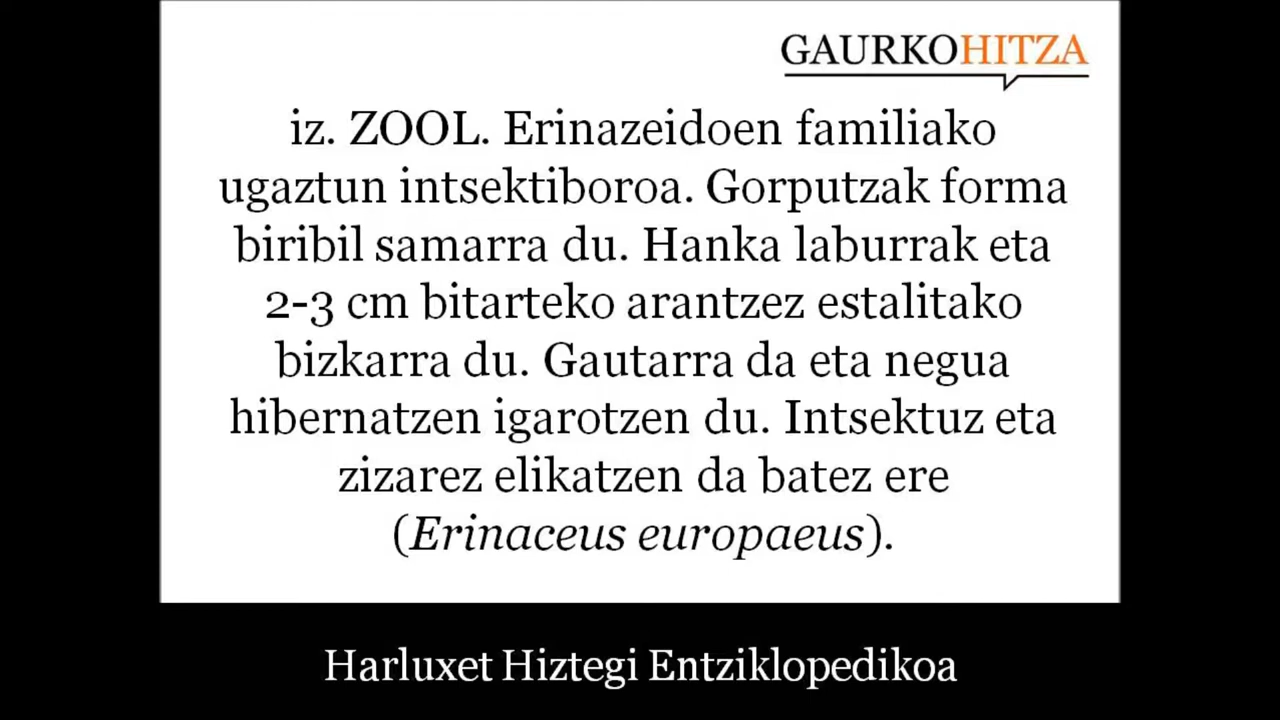 GAURKOHITZA
iz. ZOOL. Erinazeidoen familiako
ugaztun intsektiboroa. Gorputzak forma
biribil samarra du. Hanka laburrak eta
2-3 cm bitarteko arantzez estalitako
bizkarra du. Gautarra da eta negua
hibernatzen igarotzen du. Intsektuz eta
zizarez elikatzen da batez ere
(Erinaceus europaeus).
Harluxet Hiztegi Entziklopedikoa